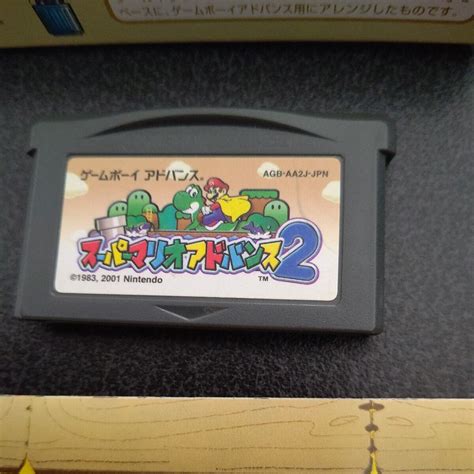 ベースに、ゲームボーイアドバンス用にアレンジしたものです。
ゲームボーイ アドバンス®
AGB-AA2J-JPN
スーパーマリオアドバンス2
™
©1983, 2001 Nintendo